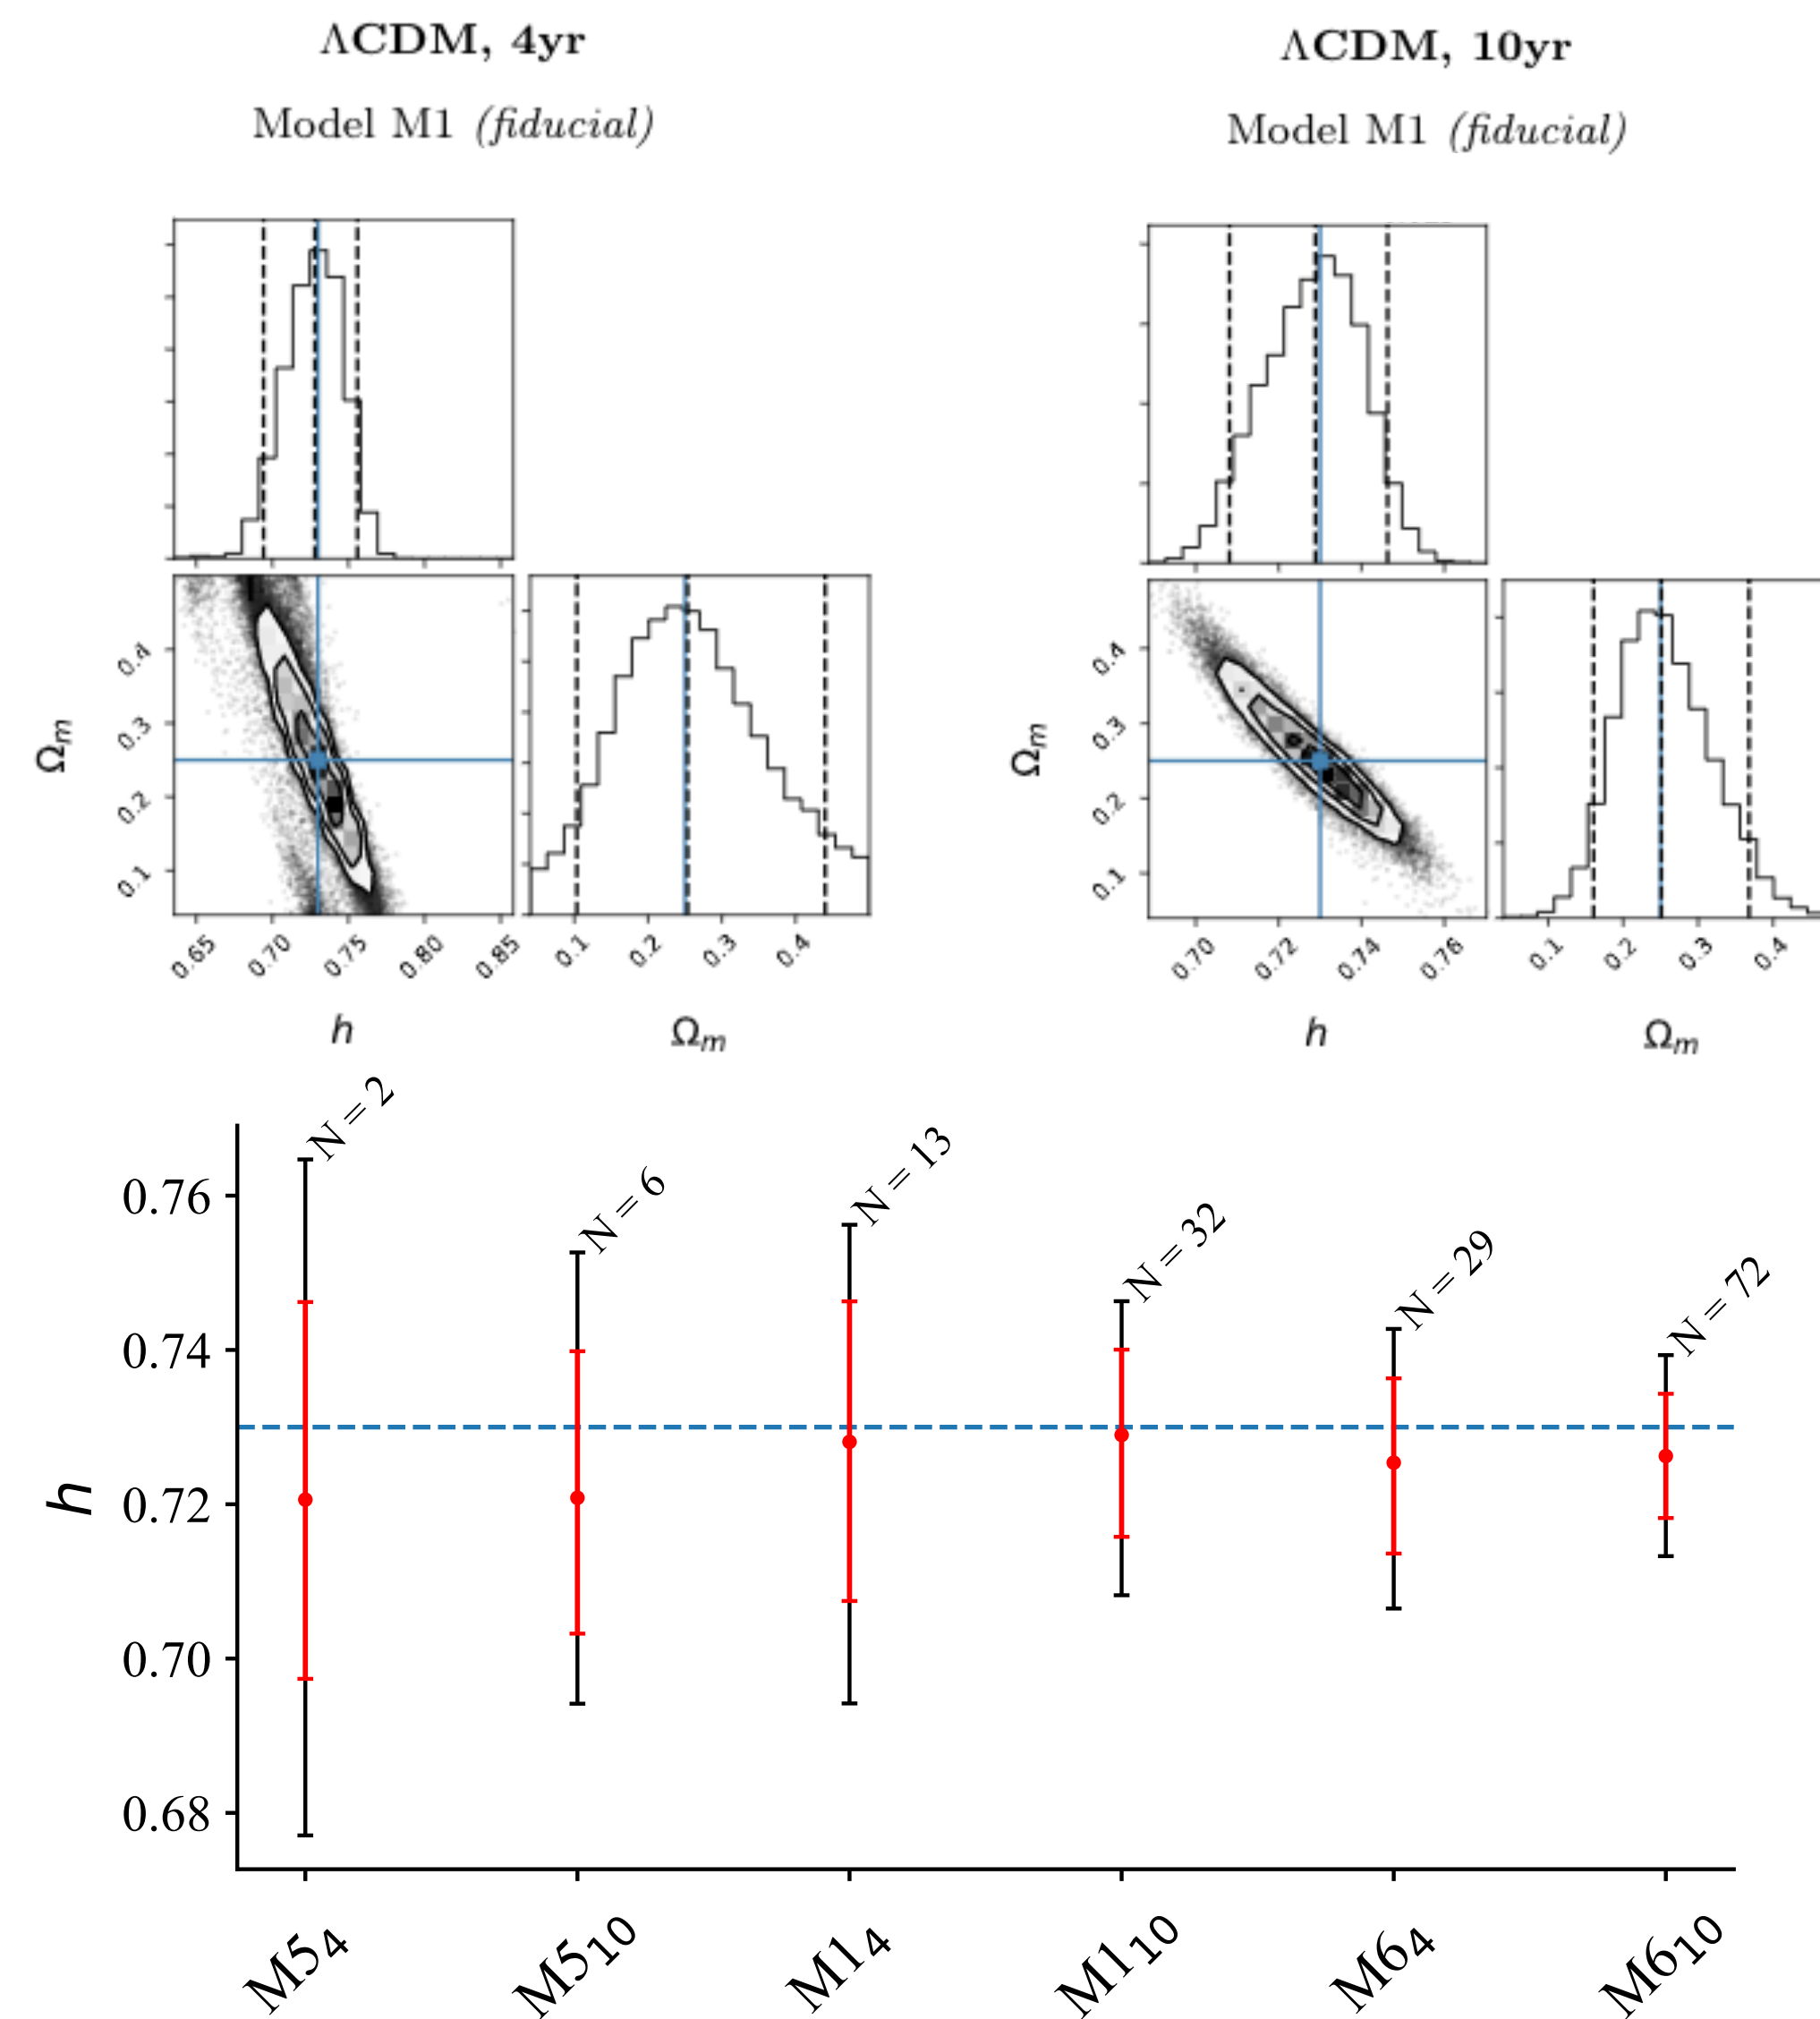 ΛCDM, 4yr
Model M1 (fiducial)
Ωm
0.4
0.3
0.2
0.1
0.65 0.70 0.75 0.80 0.85
h
0.1 0.2 0.3 0.4
Ωm
ΛCDM, 10yr
Model M1 (fiducial)
Ωm
0.4
0.3
0.2
0.1
0.70 0.72 0.74 0.76
h
0.1 0.2 0.3 0.4
Ωm
h
0.76
0.74
0.72
0.70
0.68
N = 2
N = 6
N = 13
N = 32
N = 29
N = 72
M5₄
M5₁₀
M1₄
M1₁₀
M6₄
M6₁₀